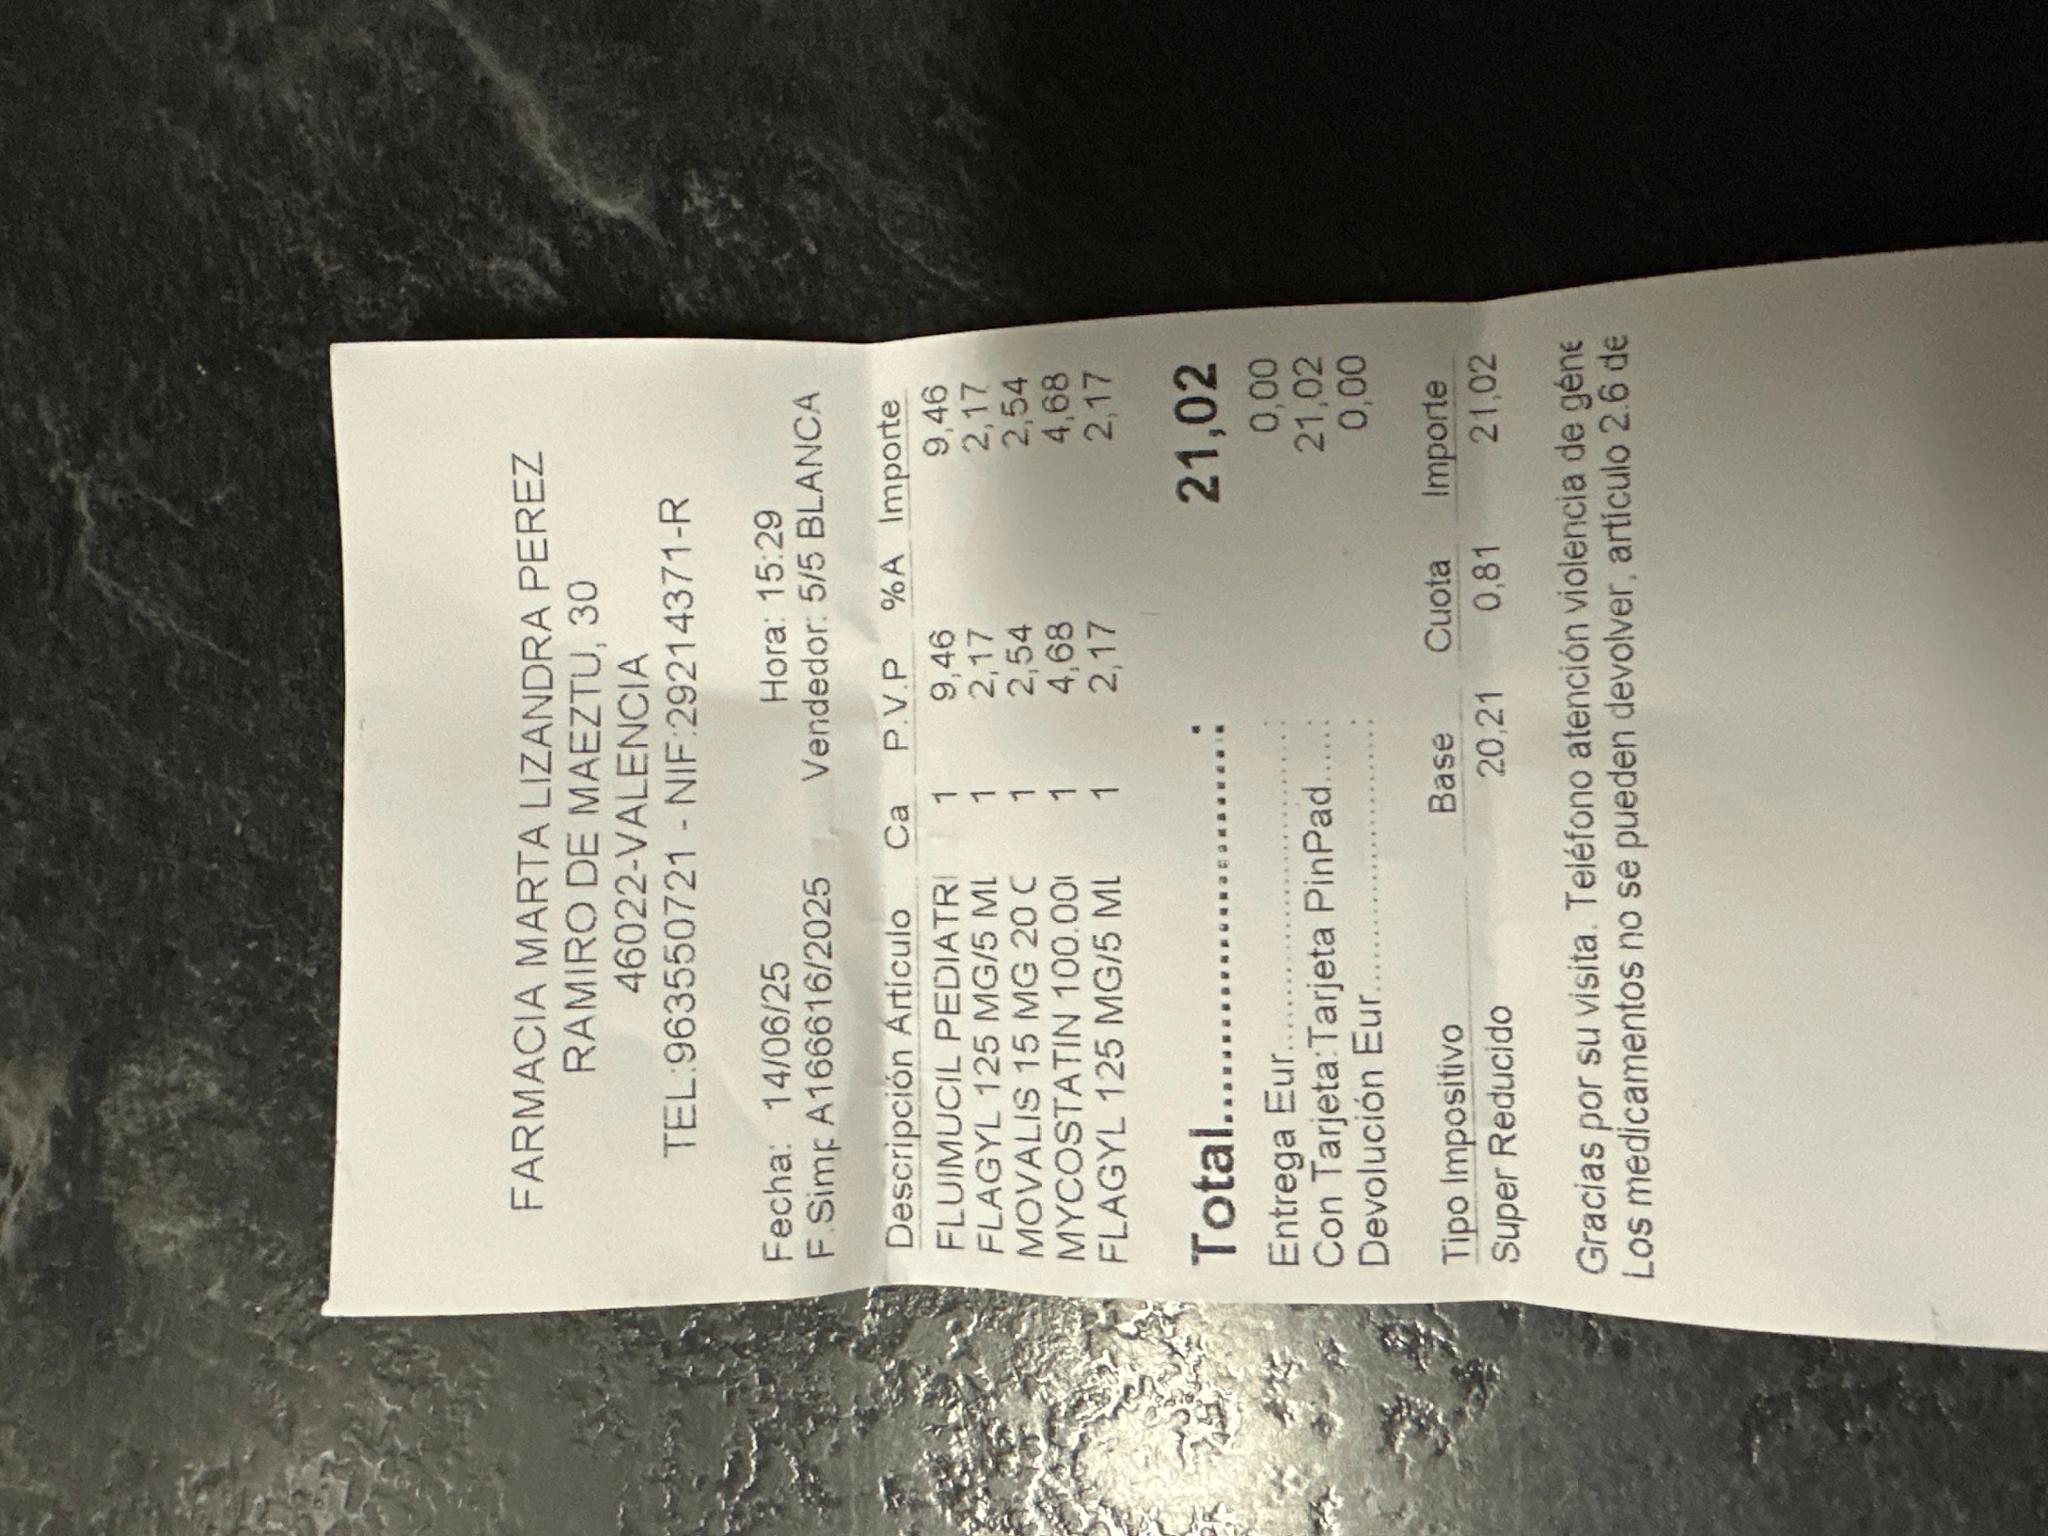 FARMACIA MARTA LIZANDRA PEREZ
RAMIRO DE MAEZTU, 30
46022-VALENCIA
TEL:963550721 - NIF:29214371-R
Fecha: 14/06/25 Hora: 15:29
F.Simp A166616/2025 Vendedor: 5/5 BLANCA
Descripción Artículo Ca P.V.P %A Importe
FLUIMUCIL PEDIATRI 1 9,46 9,46
FLAGYL 125 MG/5 ML 1 2,17 2,17
MOVALIS 15 MG 20 C 1 2,54 2,54
MYCOSTATIN 100.00 1 4,68 4,68
FLAGYL 125 MG/5 ML 1 2,17 2,17
Total............................ 21,02
Entrega Eur............................ 0,00
Con Tarjeta:Tarjeta PinPad...... 21,02
Devolución Eur........................ 0,00
Tipo Impositivo Base Cuota Importe
Super Reducido 20,21 0,81 21,02
Gracias por su visita. Teléfono atención violencia de géne
Los medicamentos no se pueden devolver, artículo 2.6 de